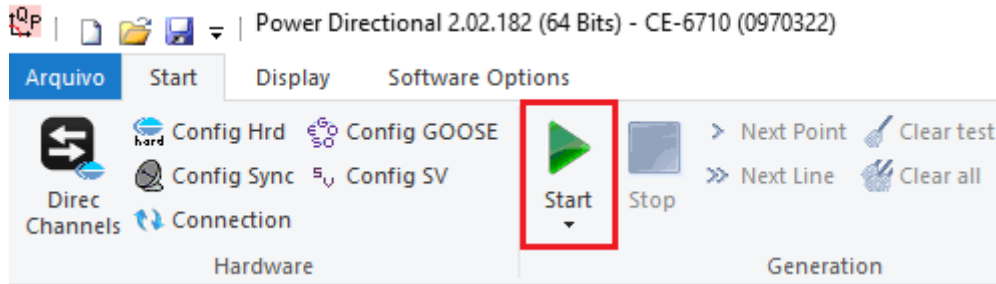 Power Directional 2.02.182 (64 Bits) - CE-6710 (0970322)
Arquivo Start Display Software Options
Config Hrd Config GOOSE Next Point Clear test
Config Sync Config SV Next Line Clear all
Direc Channels Connection Start Stop
Hardware Generation